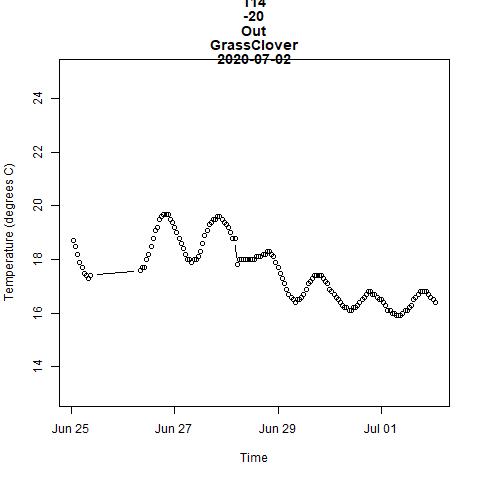 T14
-20
Out
GrassClover
2020-07-02
24
22
20
18
16
14
Temperature (degrees C)
Jun 25
Jun 27
Jun 29
Jul 01
Time